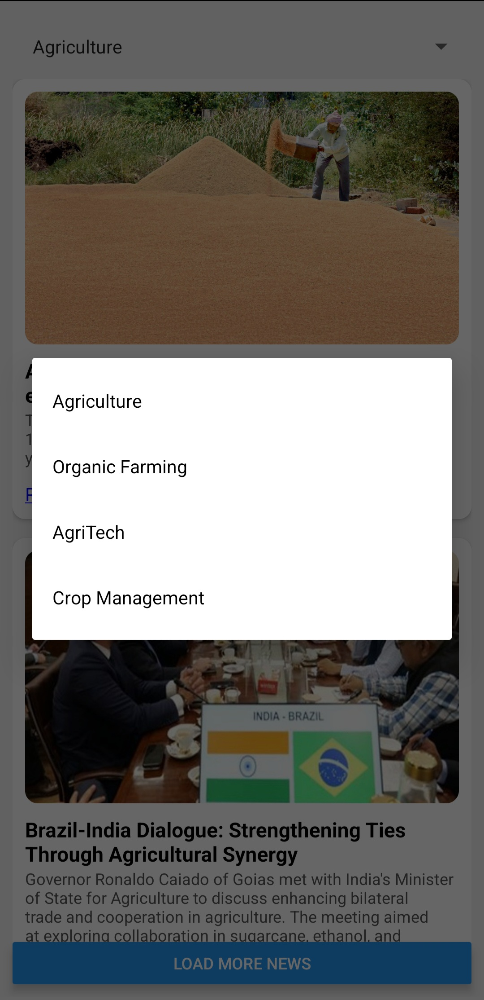 Agriculture
Agriculture
Organic Farming
AgriTech
Crop Management
INDIA - BRAZIL
Brazil-India Dialogue: Strengthening Ties
Through Agricultural Synergy
Governor Ronaldo Caiado of Goias met with India's Minister
of State for Agriculture to discuss enhancing bilateral
trade and cooperation in agriculture. The meeting aimed
at exploring collaboration in sugarcane, ethanol, and
LOAD MORE NEWS